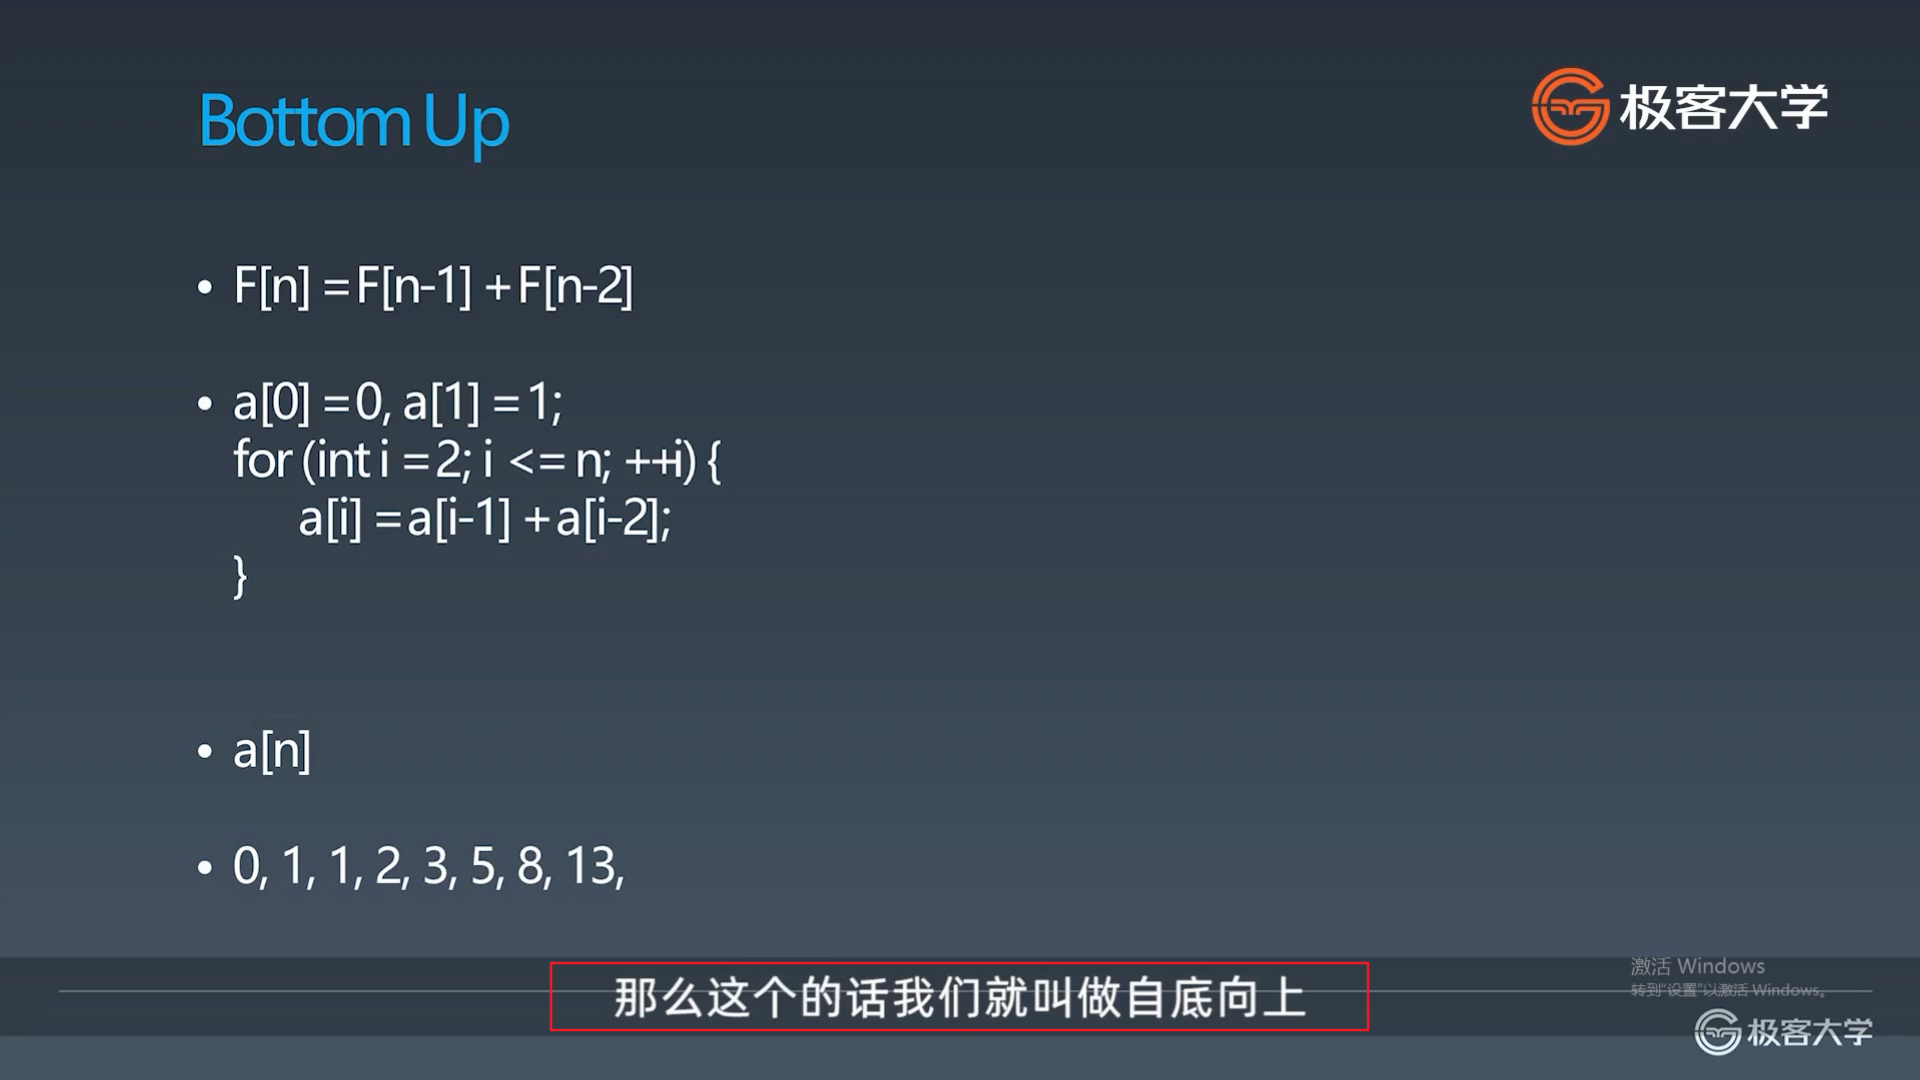 Bottom Up
极客大学
• F[n] = F[n-1] + F[n-2]
• a[0] = 0, a[1] = 1;
for (int i = 2; i <= n; ++i) {
a[i] = a[i-1] + a[i-2];
}
• a[n]
• 0, 1, 1, 2, 3, 5, 8, 13,
那么这个的话我们就叫做自底向上
激活 Windows
转到"设置"以激活 Windows。
极客大学